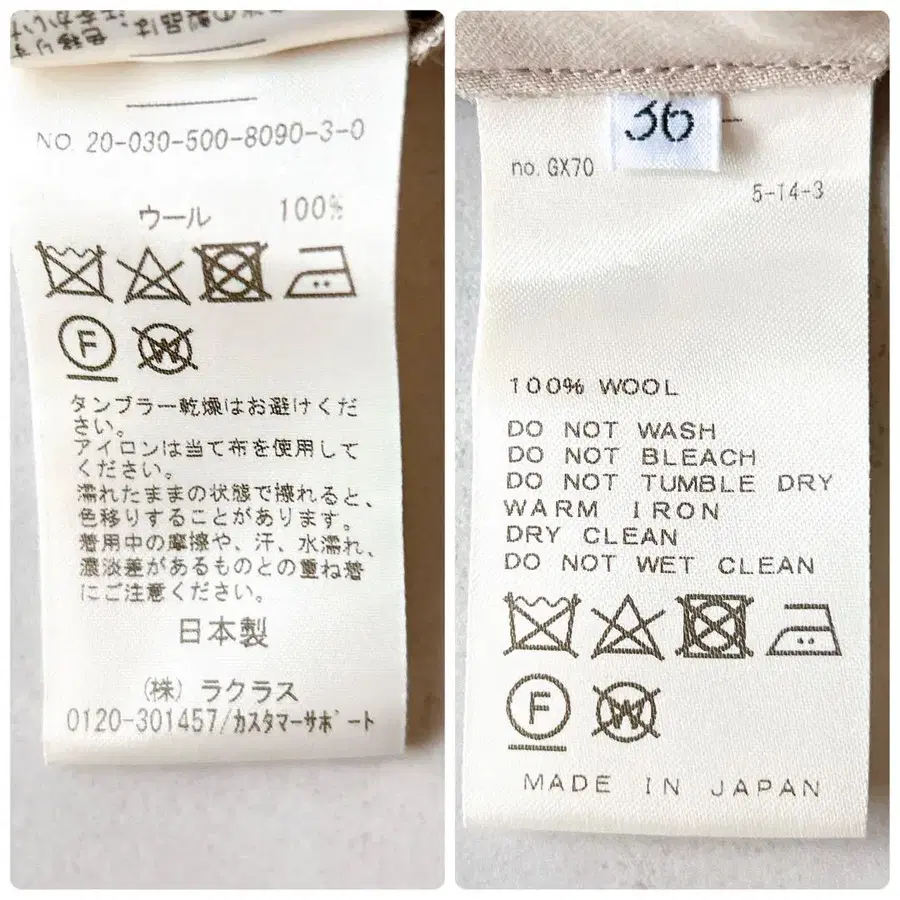 NO. 20-030-500-8090-3-0
ウール 100%
F W
タンブラー乾燥はお避けくだ
さい。
アイロンは当て布を使用して
ください。
濡れたままの状態で擦れると、
色移りすることがあります。
着用中の摩擦や、汗、水濡れ、
濃淡差があるものとの重ね着
にご注意ください。
日本製
(株) ラクラス
0120-301457/カスタマーサポート
36
no. GX70
5-14-3
100% WOOL
DO NOT WASH
DO NOT BLEACH
DO NOT TUMBLE DRY
WARM IRON
DRY CLEAN
DO NOT WET CLEAN
F W
MADE IN JAPAN